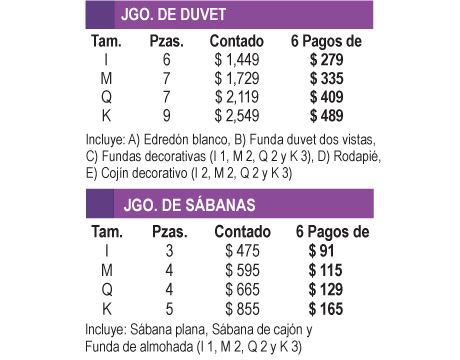 JGO. DE DUVET
Tam. Pzas. Contado 6 Pagos de
I 6 $ 1,449 $ 279
M 7 $ 1,729 $ 335
Q 7 $ 2,119 $ 409
K 9 $ 2,549 $ 489
Incluye: A) Edredón blanco, B) Funda duvet dos vistas,
C) Fundas decorativas (I 1, M 2, Q 2 y K 3), D) Rodapié,
E) Cojín decorativo (I 2, M 2, Q 2 y K 3)
JGO. DE SÁBANAS
Tam. Pzas. Contado 6 Pagos de
I 3 $ 475 $ 91
M 4 $ 595 $ 115
Q 4 $ 665 $ 129
K 5 $ 855 $ 165
Incluye: Sábana plana, Sábana de cajón y
Funda de almohada (I 1, M 2, Q 2 y K 3)